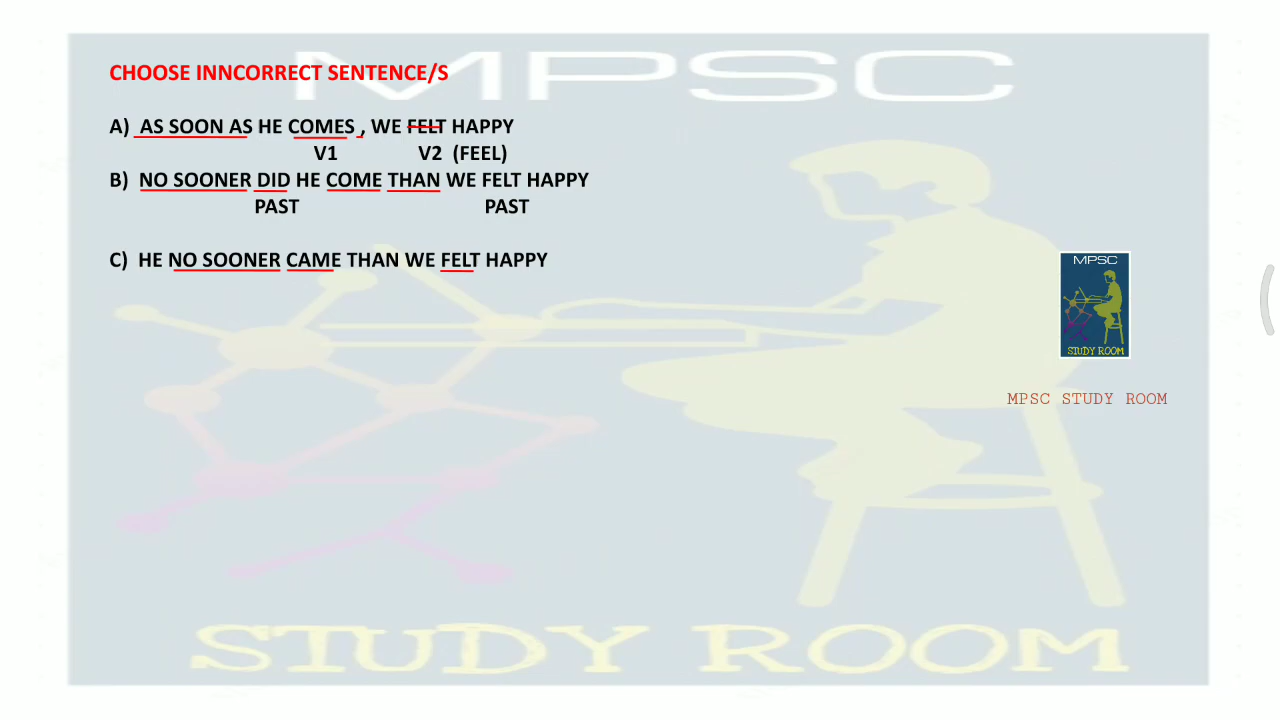 MPSC
CHOOSE INNCORRECT SENTENCE/S
A) AS SOON AS HE COMES , WE FELT HAPPY
V1 V2 (FEEL)
B) NO SOONER DID HE COME THAN WE FELT HAPPY
PAST PAST
C) HE NO SOONER CAME THAN WE FELT HAPPY
MPSC
STUDY ROOM
MPSC STUDY ROOM
STUDY ROOM